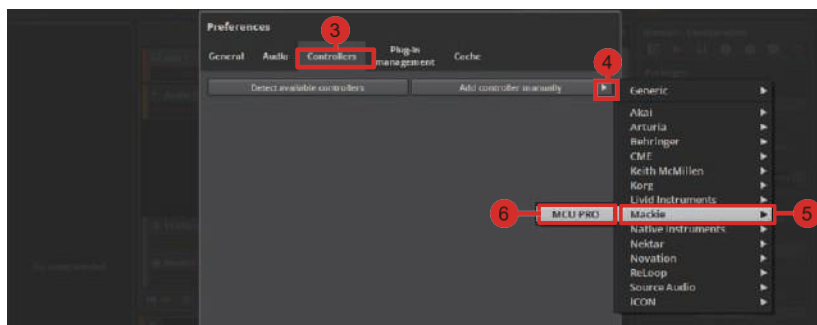 Preferences
3
General Audio Controllers Plug-in management Cache
4
Detect available controllers Add controller manually
Generic
Akai
Arturia
Behringer
CME
Keith McMillen
Korg
Livid Instruments
6 MCU PRO Mackie 5
Native Instruments
Nektar
Novation
ReLoop
Source Audio
ICON